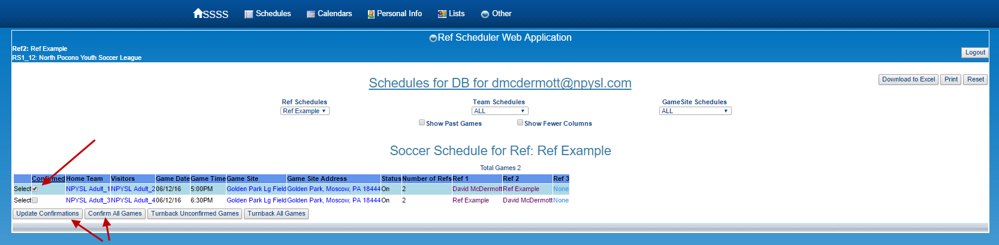 SSSS Schedules Calendars Personal Info Lists Other
Ref Scheduler Web Application
Ref2: Ref Example
RS1_12: North Pocono Youth Soccer League
Logout
Schedules for DB for dmcdermott@npysl.com
Download to Excel Print Reset
Ref Schedules Team Schedules GameSite Schedules
Ref Example ALL ALL
Show Past Games Show Fewer Columns
Soccer Schedule for Ref: Ref Example
Total Games 2
Confirmed Home Team Visitors Game Date Game Time Game Site Game Site Address Status Number of Refs Ref 1 Ref 2 Ref 3
Select NPYSL Adult_1 NPYSL Adult_2 06/12/16 5:00PM Golden Park Lg Field Golden Park, Moscow, PA 18444 On 2 David McDermott Ref Example None
Select NPYSL Adult_3 NPYSL Adult_4 06/12/16 6:30PM Golden Park Lg Field Golden Park, Moscow, PA 18444 On 2 Ref Example David McDermott None
Update Confirmations Confirm All Games Turnback Unconfirmed Games Turnback All Games